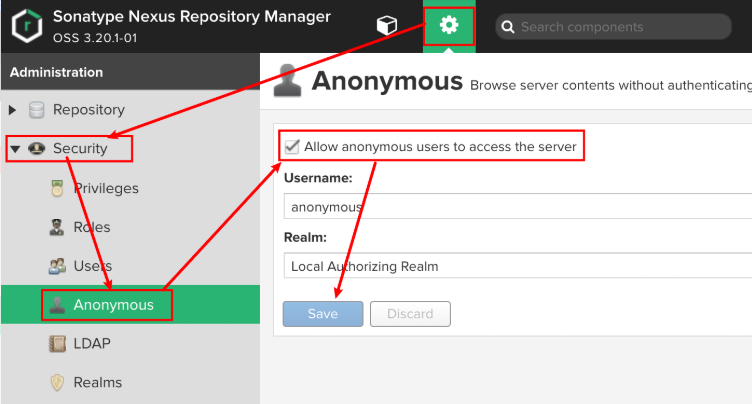 Sonatype Nexus Repository Manager
OSS 3.20.1-01
Search components
Administration
Repository
Security
Privileges
Roles
Users
Anonymous
LDAP
Realms
Anonymous Browse server contents without authenticating
Allow anonymous users to access the server
Username:
anonymous
Realm:
Local Authorizing Realm
Save
Discard